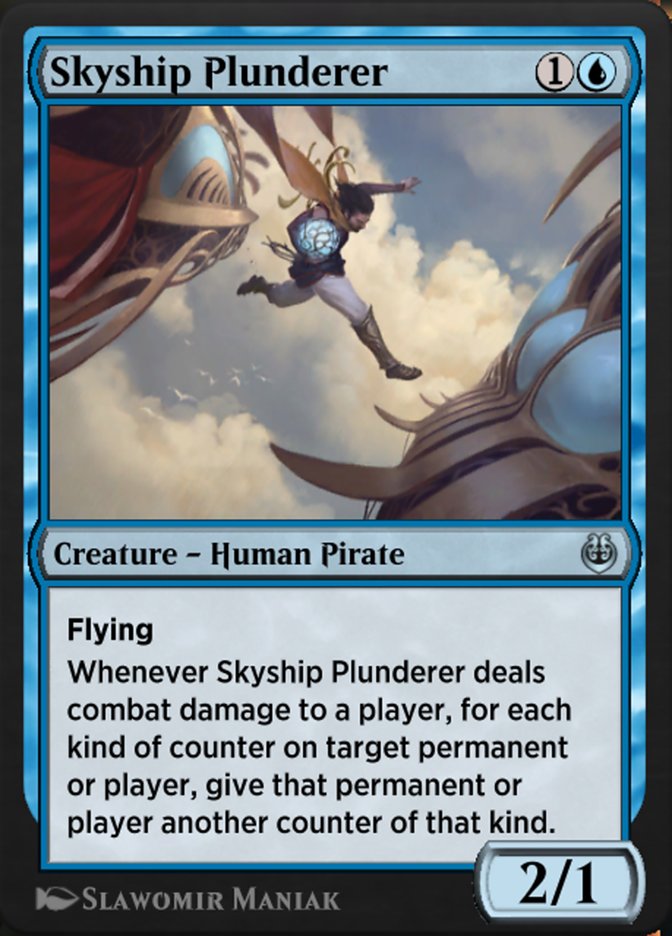 Skyship Plunderer 1
Creature – Human Pirate
Flying
Whenever Skyship Plunderer deals
combat damage to a player, for each
kind of counter on target permanent
or player, give that permanent or
player another counter of that kind.
2/1
Slawomir Maniak